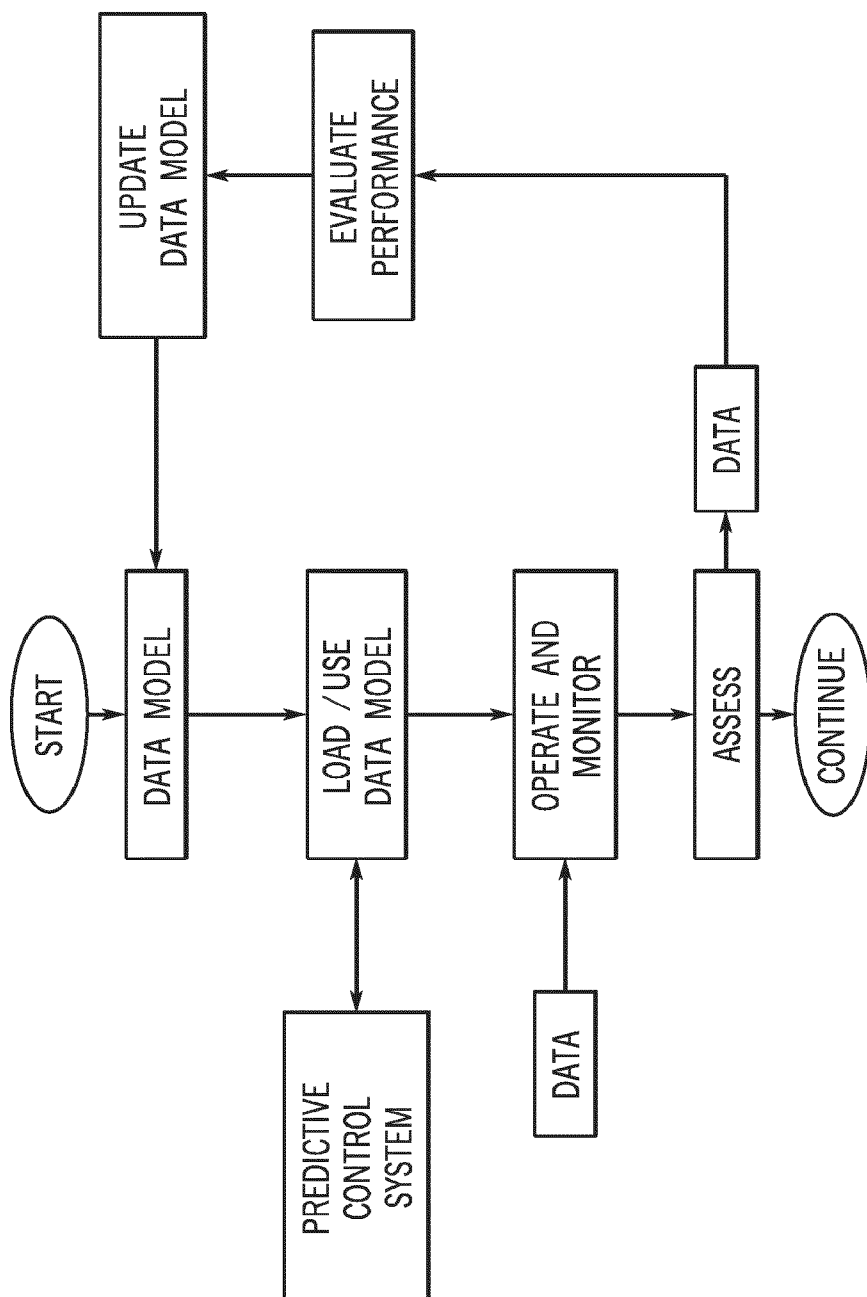 START
DATA MODEL
LOAD /USE
DATA MODEL
OPERATE AND
MONITOR
ASSESS
CONTINUE
PREDICTIVE
CONTROL
SYSTEM
DATA
DATA
EVALUATE
PERFORMANCE
UPDATE
DATA MODEL